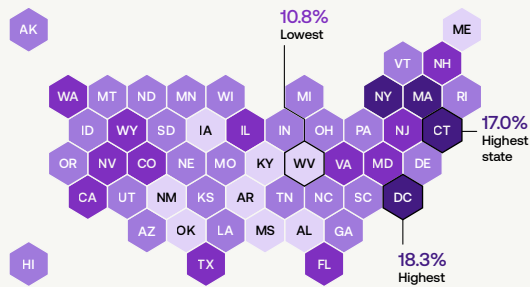 10.8%
Lowest
AK
ME
VT NH
WA MT ND MN WI MI NY MA RI
ID WY SD IA IL IN OH PA NJ CT
17.0%
Highest
state
OR NV CO NE MO KY WV VA MD DE
CA UT NM KS AR TN NC SC DC
AZ OK LA MS AL GA
HI TX FL
18.3%
Highest